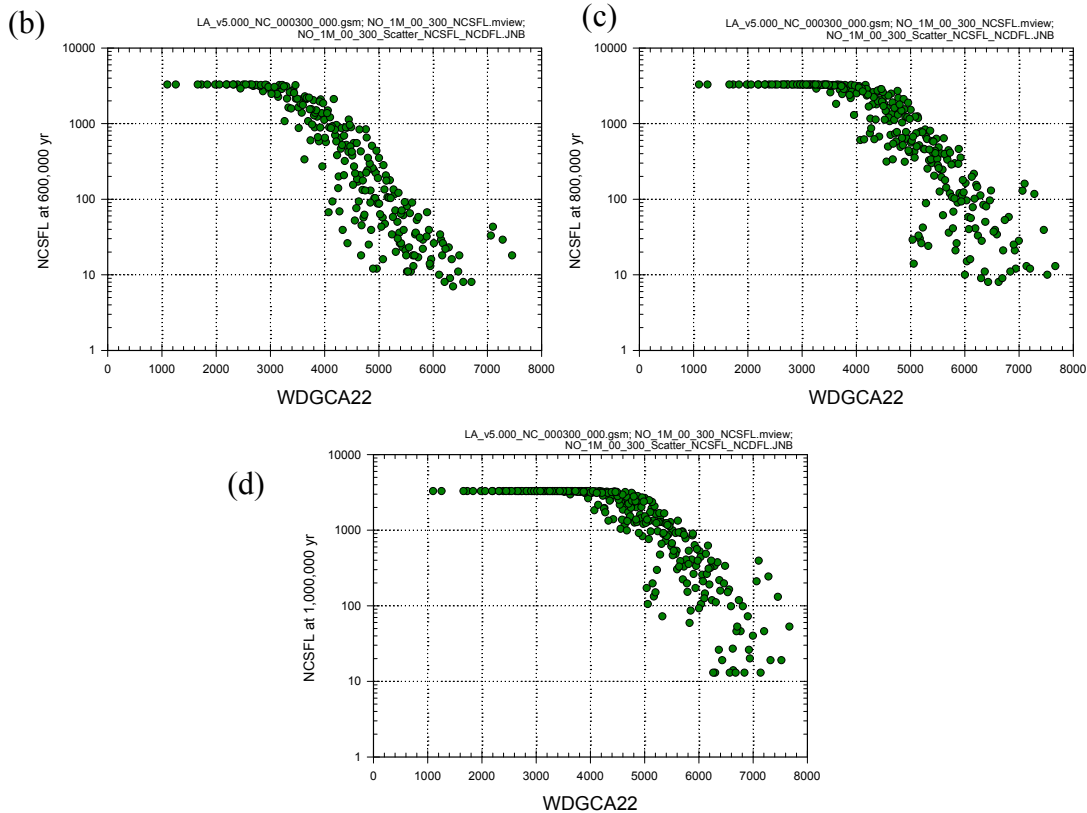 (b)
LA_v5.000_NC_000300_000.gsm; NO_1M_00_300_NCSFL.mview;
NO_1M_00_300_Scatter_NCSFL_NCDFL.JNB
NCSFL at 600,000 yr
10000
1000
100
10
1
0 1000 2000 3000 4000 5000 6000 7000 8000
WDGCA22
(c)
LA_v5.000_NC_000300_000.gsm; NO_1M_00_300_NCSFL.mview;
NO_1M_00_300_Scatter_NCSFL_NCDFL.JNB
NCSFL at 800,000 yr
10000
1000
100
10
1
0 1000 2000 3000 4000 5000 6000 7000 8000
WDGCA22
(d)
LA_v5.000_NC_000300_000.gsm; NO_1M_00_300_NCSFL.mview;
NO_1M_00_300_Scatter_NCSFL_NCDFL.JNB
NCSFL at 1,000,000 yr
10000
1000
100
10
1
0 1000 2000 3000 4000 5000 6000 7000 8000
WDGCA22